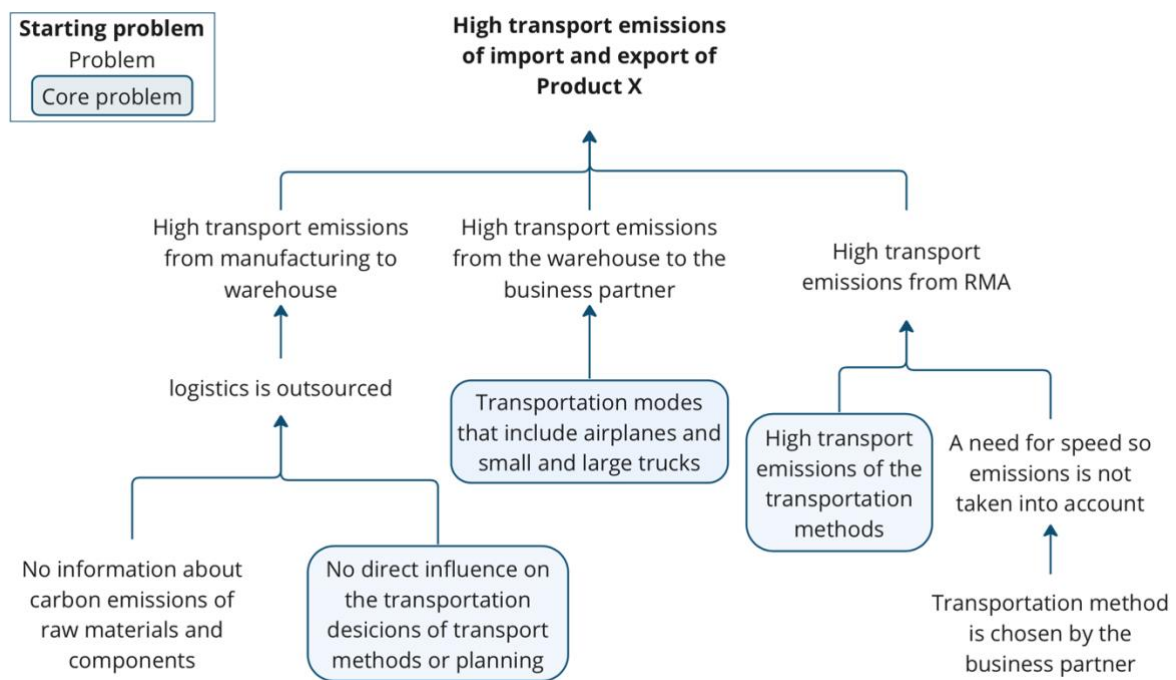 Starting problem
Problem
Core problem
High transport emissions
of import and export of
Product X
High transport emissions
from manufacturing to
warehouse
High transport emissions
from the warehouse to the
business partner
High transport
emissions from RMA
logistics is outsourced
Transportation modes
that include airplanes and
small and large trucks
High transport
emissions of the
transportation
methods
A need for speed so
emissions is not
taken into account
No information about
carbon emissions of
raw materials and
components
No direct influence on
the transportation
desicions of transport
methods or planning
Transportation method
is chosen by the
business partner